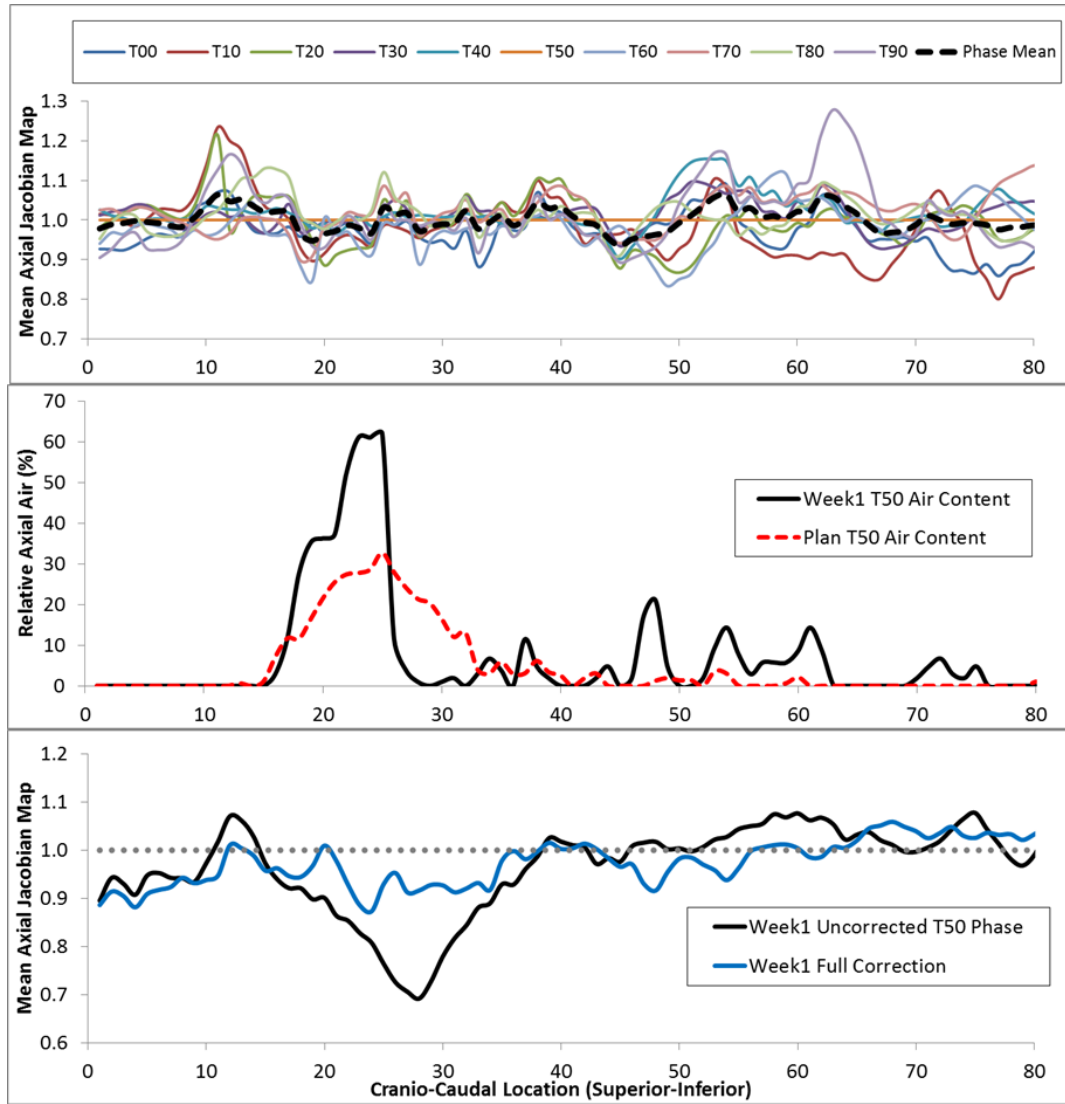 T00 T10 T20 T30 T40 T50 T60 T70 T80 T90 Phase Mean
Mean Axial Jacobian Map
1.3
1.2
1.1
1.0
0.9
0.8
0.7
0 10 20 30 40 50 60 70 80
Relative Axial Air (%)
70
60
50
40
30
20
10
0
Week1 T50 Air Content
Plan T50 Air Content
0 10 20 30 40 50 60 70 80
Mean Axial Jacobian Map
1.2
1.1
1.0
0.9
0.8
0.7
0.6
Week1 Uncorrected T50 Phase
Week1 Full Correction
0 10 20 30 40 50 60 70 80
Cranio-Caudal Location (Superior-Inferior)